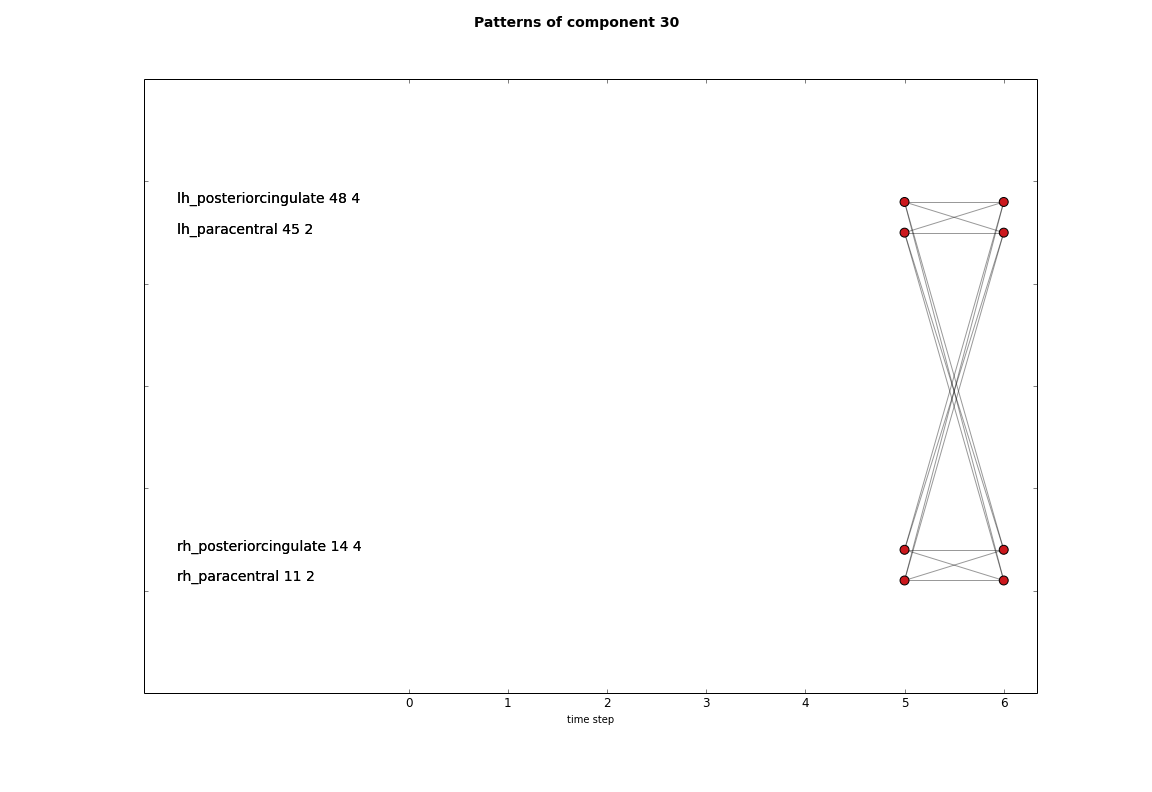 Patterns of component 30
lh_posteriorcingulate 48 4
lh_paracentral 45 2
rh_posteriorcingulate 14 4
rh_paracentral 11 2
0 1 2 3 4 5 6
time step